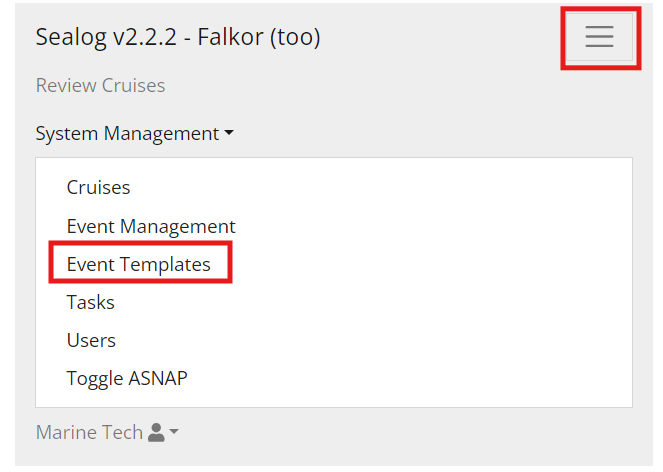 Sealog v2.2.2 - Falkor (too)
Review Cruises
System Management
Cruises
Event Management
Event Templates
Tasks
Users
Toggle ASNAP
Marine Tech